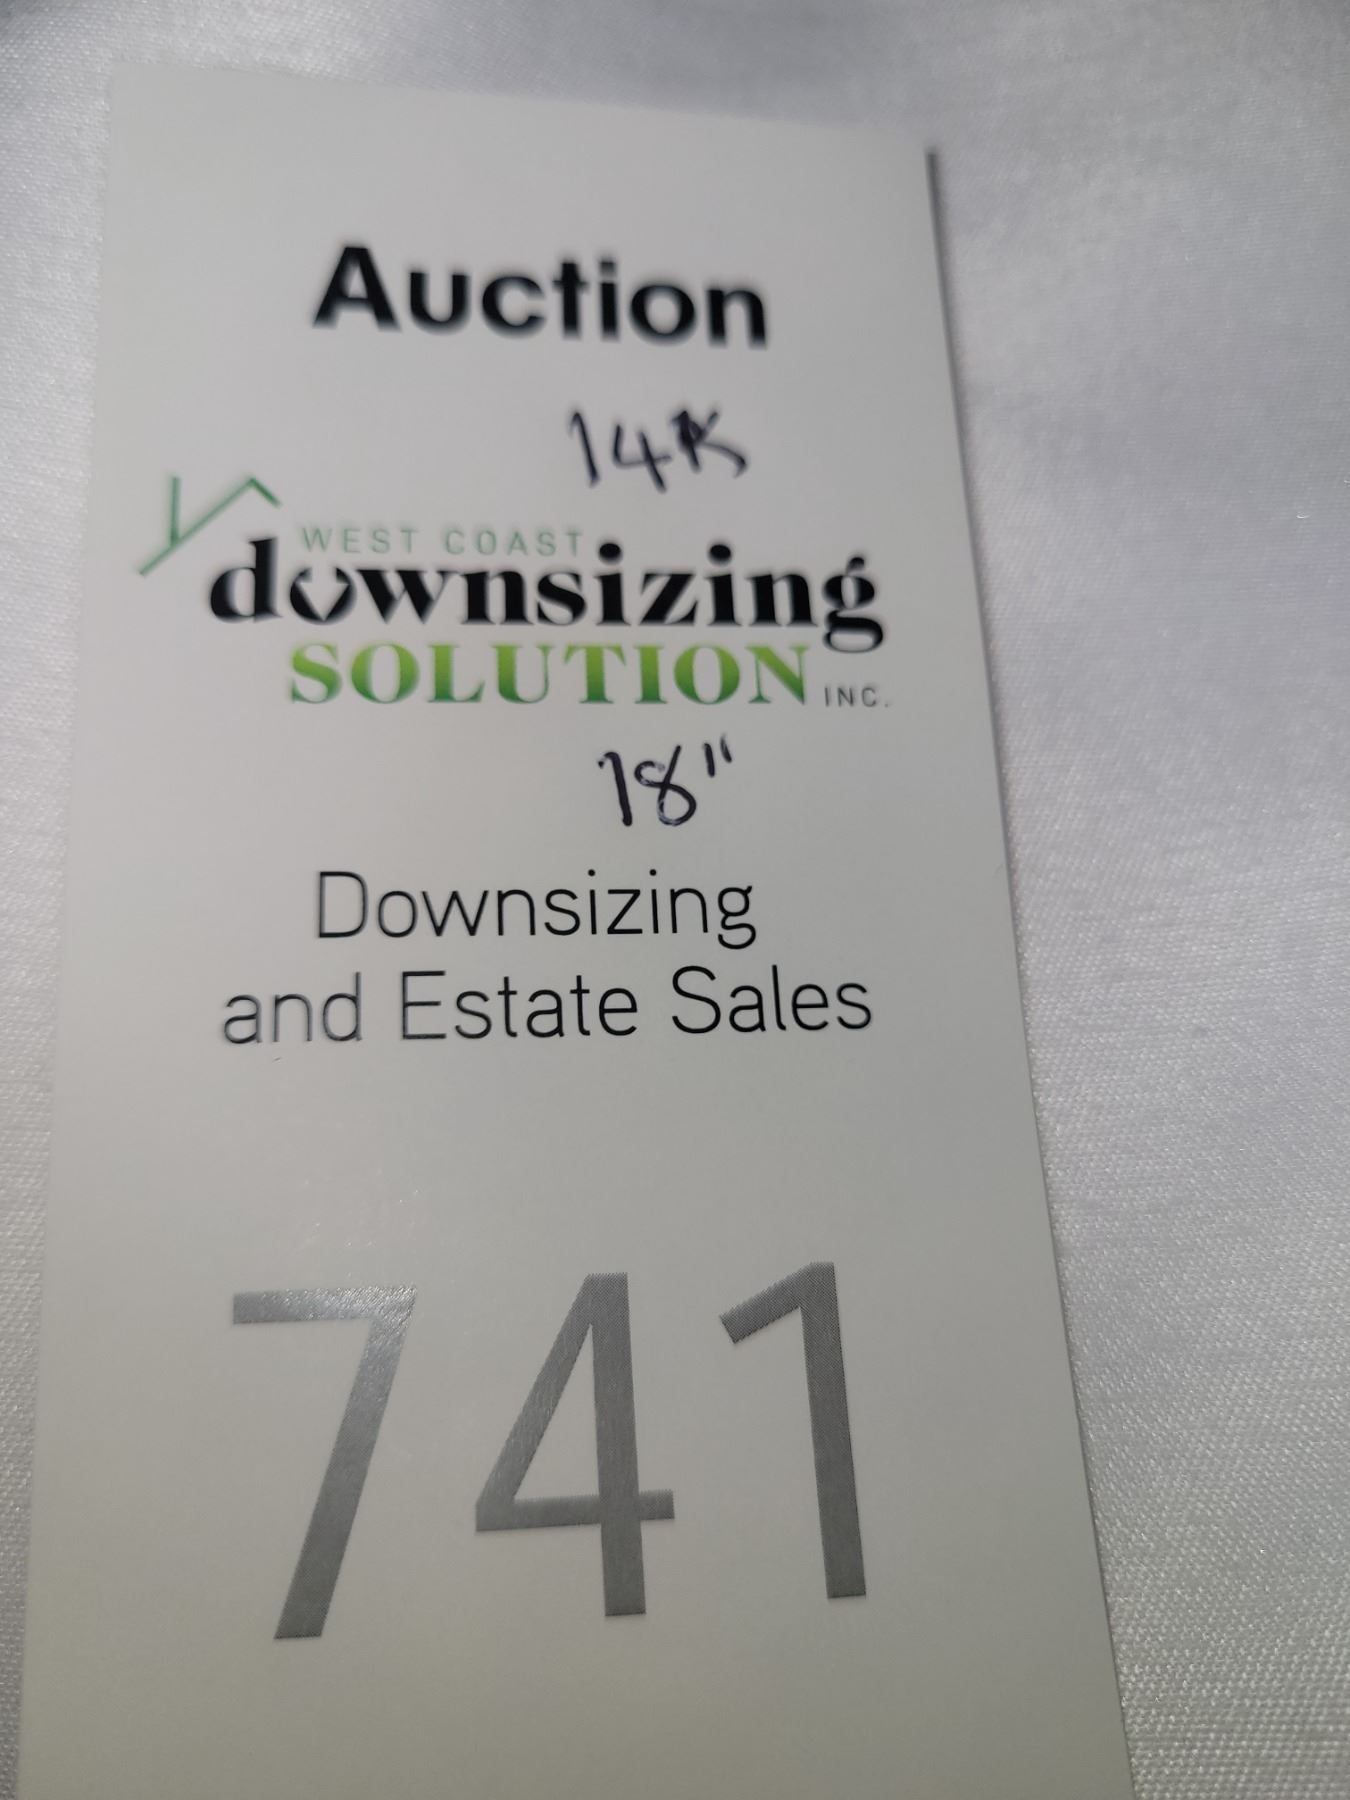 Auction
14K
WEST COAST
downsizing
SOLUTION INC.
18"
Downsizing
and Estate Sales
741